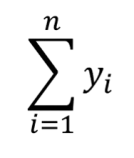 n
∑ yᵢ
i=1